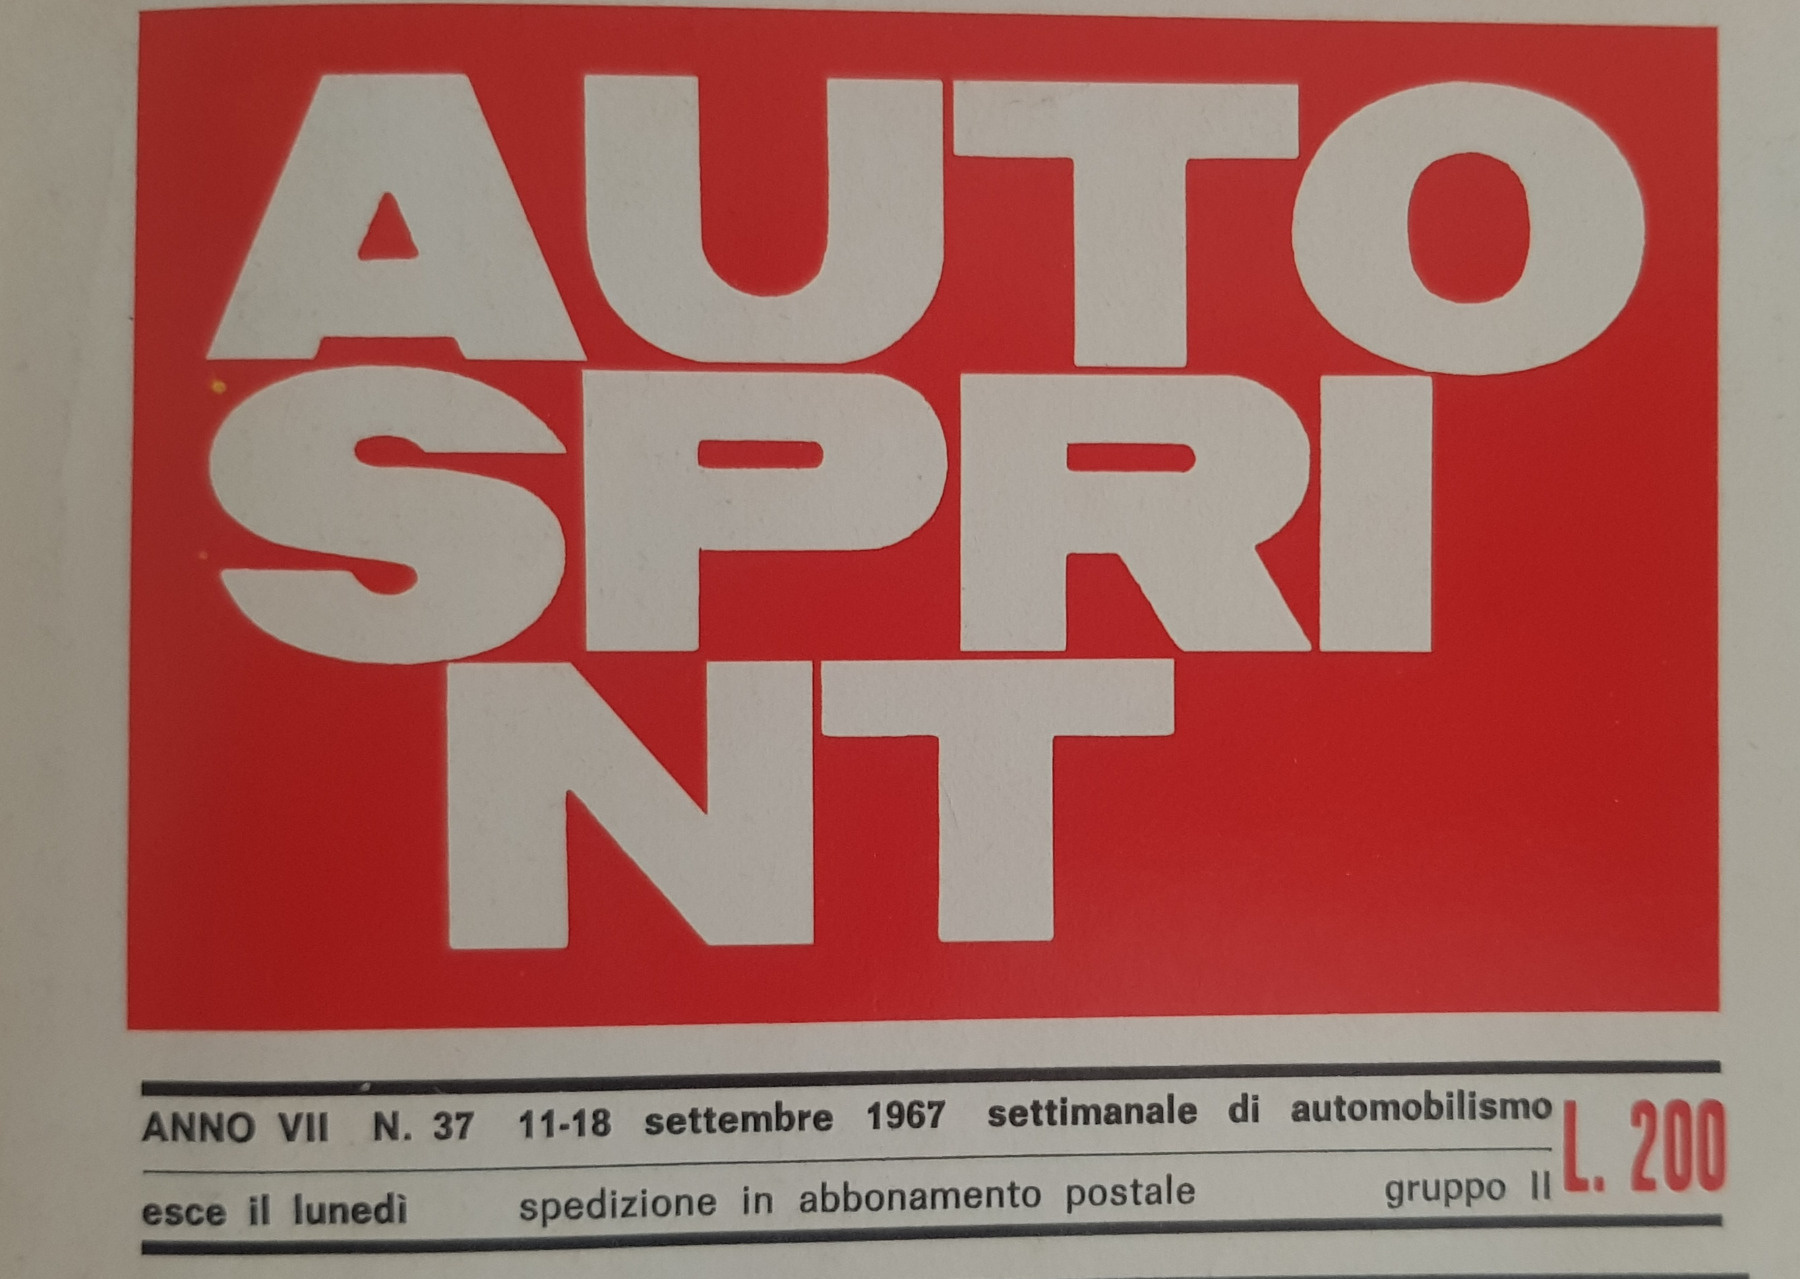 AUTO
SPRI
NT
ANNO VII N. 37 11-18 settembre 1967 settimanale di automobilismo
L. 200
esce il lunedì spedizione in abbonamento postale gruppo II